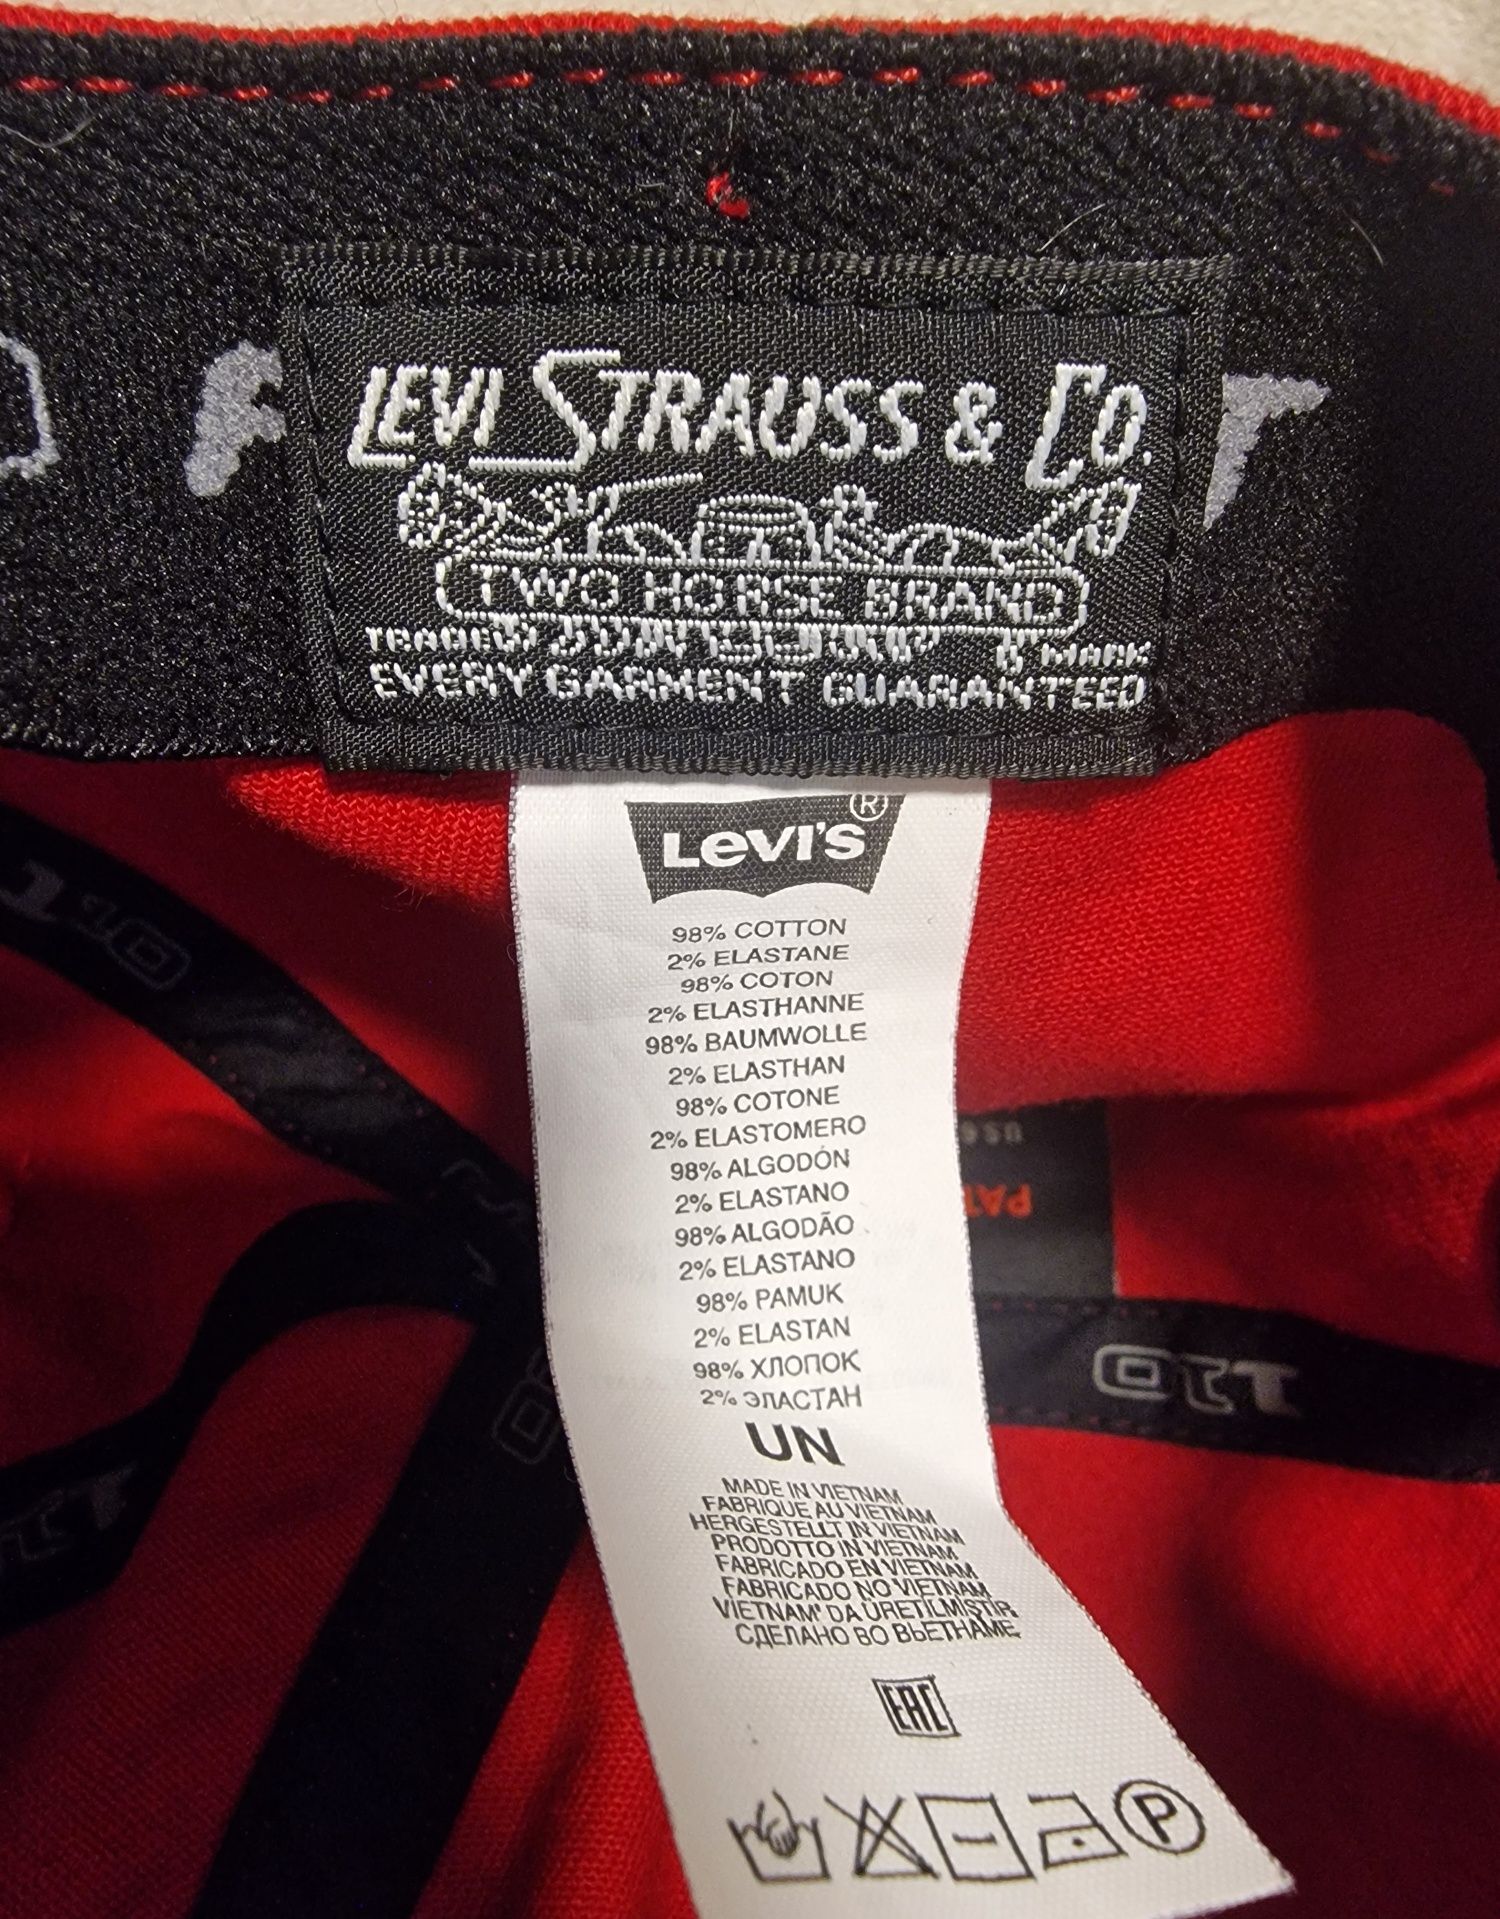 LEVI STRAUSS & CO.
TWO HORSE BRAND
TRADE MARK
EVERY GARMENT GUARANTEED
LEVI'S®
98% COTTON
2% ELASTANE
98% COTON
2% ELASTHANNE
98% BAUMWOLLE
2% ELASTHAN
98% COTONE
2% ELASTOMERO
98% ALGODÓN
2% ELASTANO
98% ALGODÃO
2% ELASTANO
98% PAMUK
2% ELASTAN
98% ХЛОПОК
2% ЭЛАСТАН
UN
MADE IN VIETNAM
FABRIQUE AU VIETNAM
HERGESTELLT IN VIETNAM
PRODOTTO IN VIETNAM
FABRICADO EN VIETNAM
FABRICADO NO VIETNAM
VIETNAM' DA ÜRETILMIŞTIR
СДЕЛАНО ВО ВЬЕТНАМЕ
EAC
P
OTTO